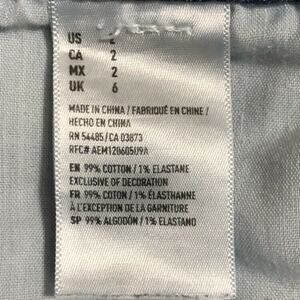 US 2
CA 2
MX 2
UK 6
MADE IN CHINA / FABRIQUÉ EN CHINE /
HECHO EN CHINA
RN 54485/CA 03873
RFC# AEM120605U9A
EN 99% COTTON / 1% ELASTANE
EXCLUSIVE OF DECORATION
FR 99% COTON / 1% ÉLASTHANNE
À L'EXCEPTION DE LA GARNITURE
SP 99% ALGODÓN / 1% ELASTANO